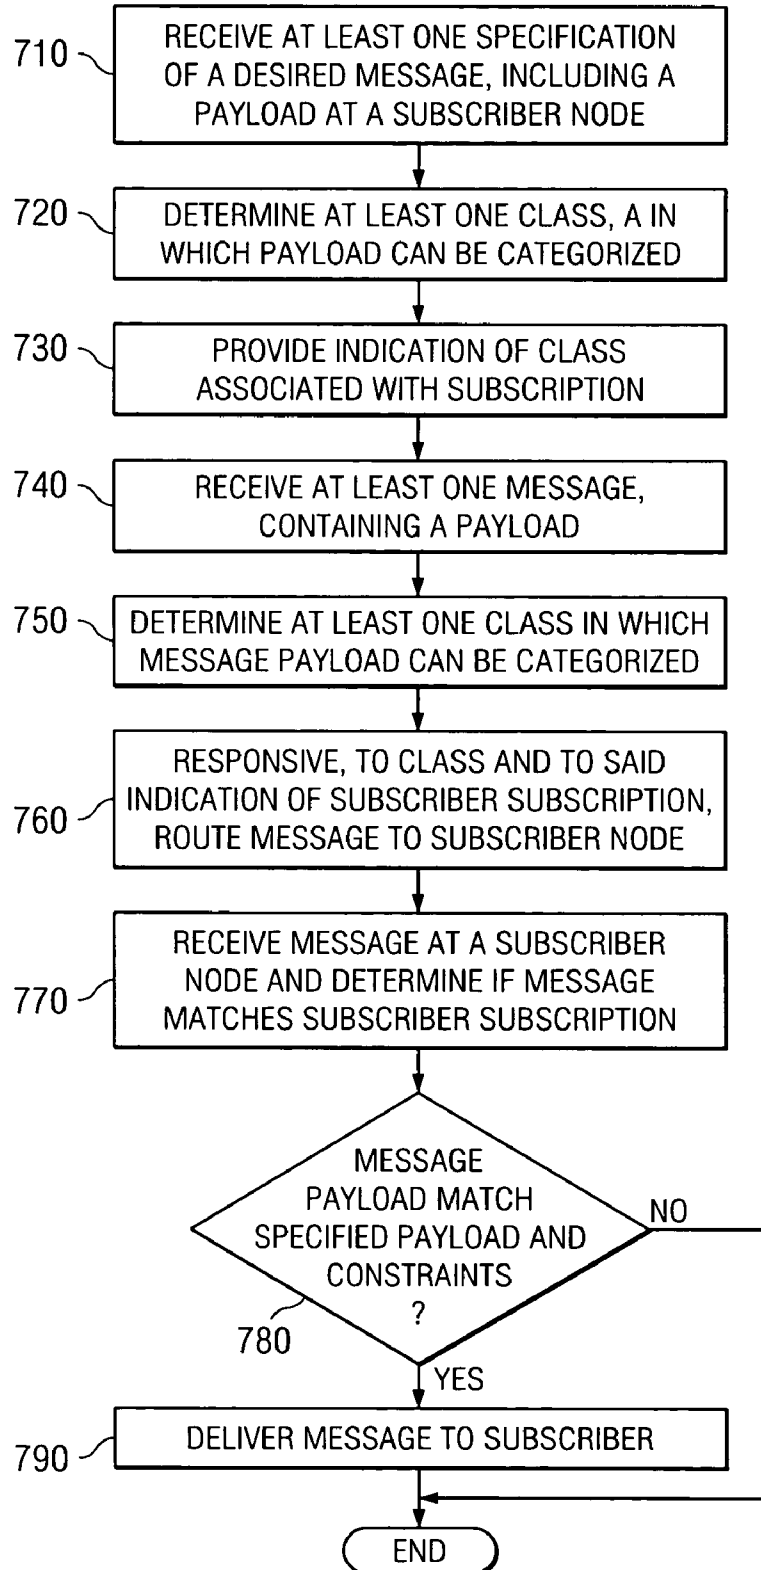 710
RECEIVE AT LEAST ONE SPECIFICATION
OF A DESIRED MESSAGE, INCLUDING A
PAYLOAD AT A SUBSCRIBER NODE
720
DETERMINE AT LEAST ONE CLASS, A IN
WHICH PAYLOAD CAN BE CATEGORIZED
730
PROVIDE INDICATION OF CLASS
ASSOCIATED WITH SUBSCRIPTION
740
RECEIVE AT LEAST ONE MESSAGE,
CONTAINING A PAYLOAD
750
DETERMINE AT LEAST ONE CLASS IN WHICH
MESSAGE PAYLOAD CAN BE CATEGORIZED
760
RESPONSIVE, TO CLASS AND TO SAID
INDICATION OF SUBSCRIBER SUBSCRIPTION,
ROUTE MESSAGE TO SUBSCRIBER NODE
770
RECEIVE MESSAGE AT A SUBSCRIBER
NODE AND DETERMINE IF MESSAGE
MATCHES SUBSCRIBER SUBSCRIPTION
MESSAGE
PAYLOAD MATCH
SPECIFIED PAYLOAD AND
CONSTRAINTS
?
780
NO
YES
790
DELIVER MESSAGE TO SUBSCRIBER
END